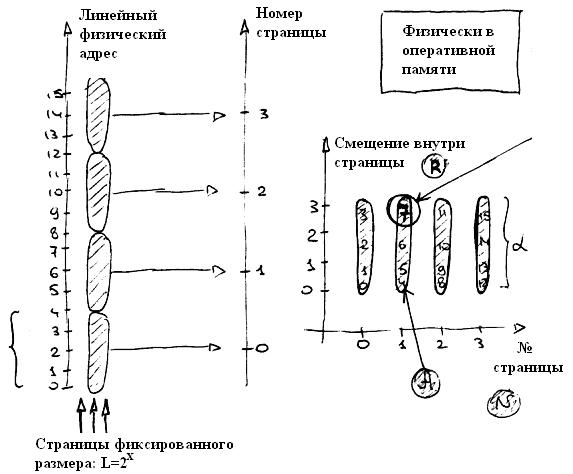 Линейный
физический
адрес
Номер
страницы
Физически в
оперативной
памяти
15
14
13
12
11
10
9
8
7
6
5
4
3
2
1
0
3
2
1
0
Смещение внутри
страницы
R
3
2
1
0
3
2
1
0
7
6
5
4
11
10
9
8
15
14
13
12
α
0 1 2 3
№
страницы
A
N
Страницы фиксированного
размера: L=2ˣ